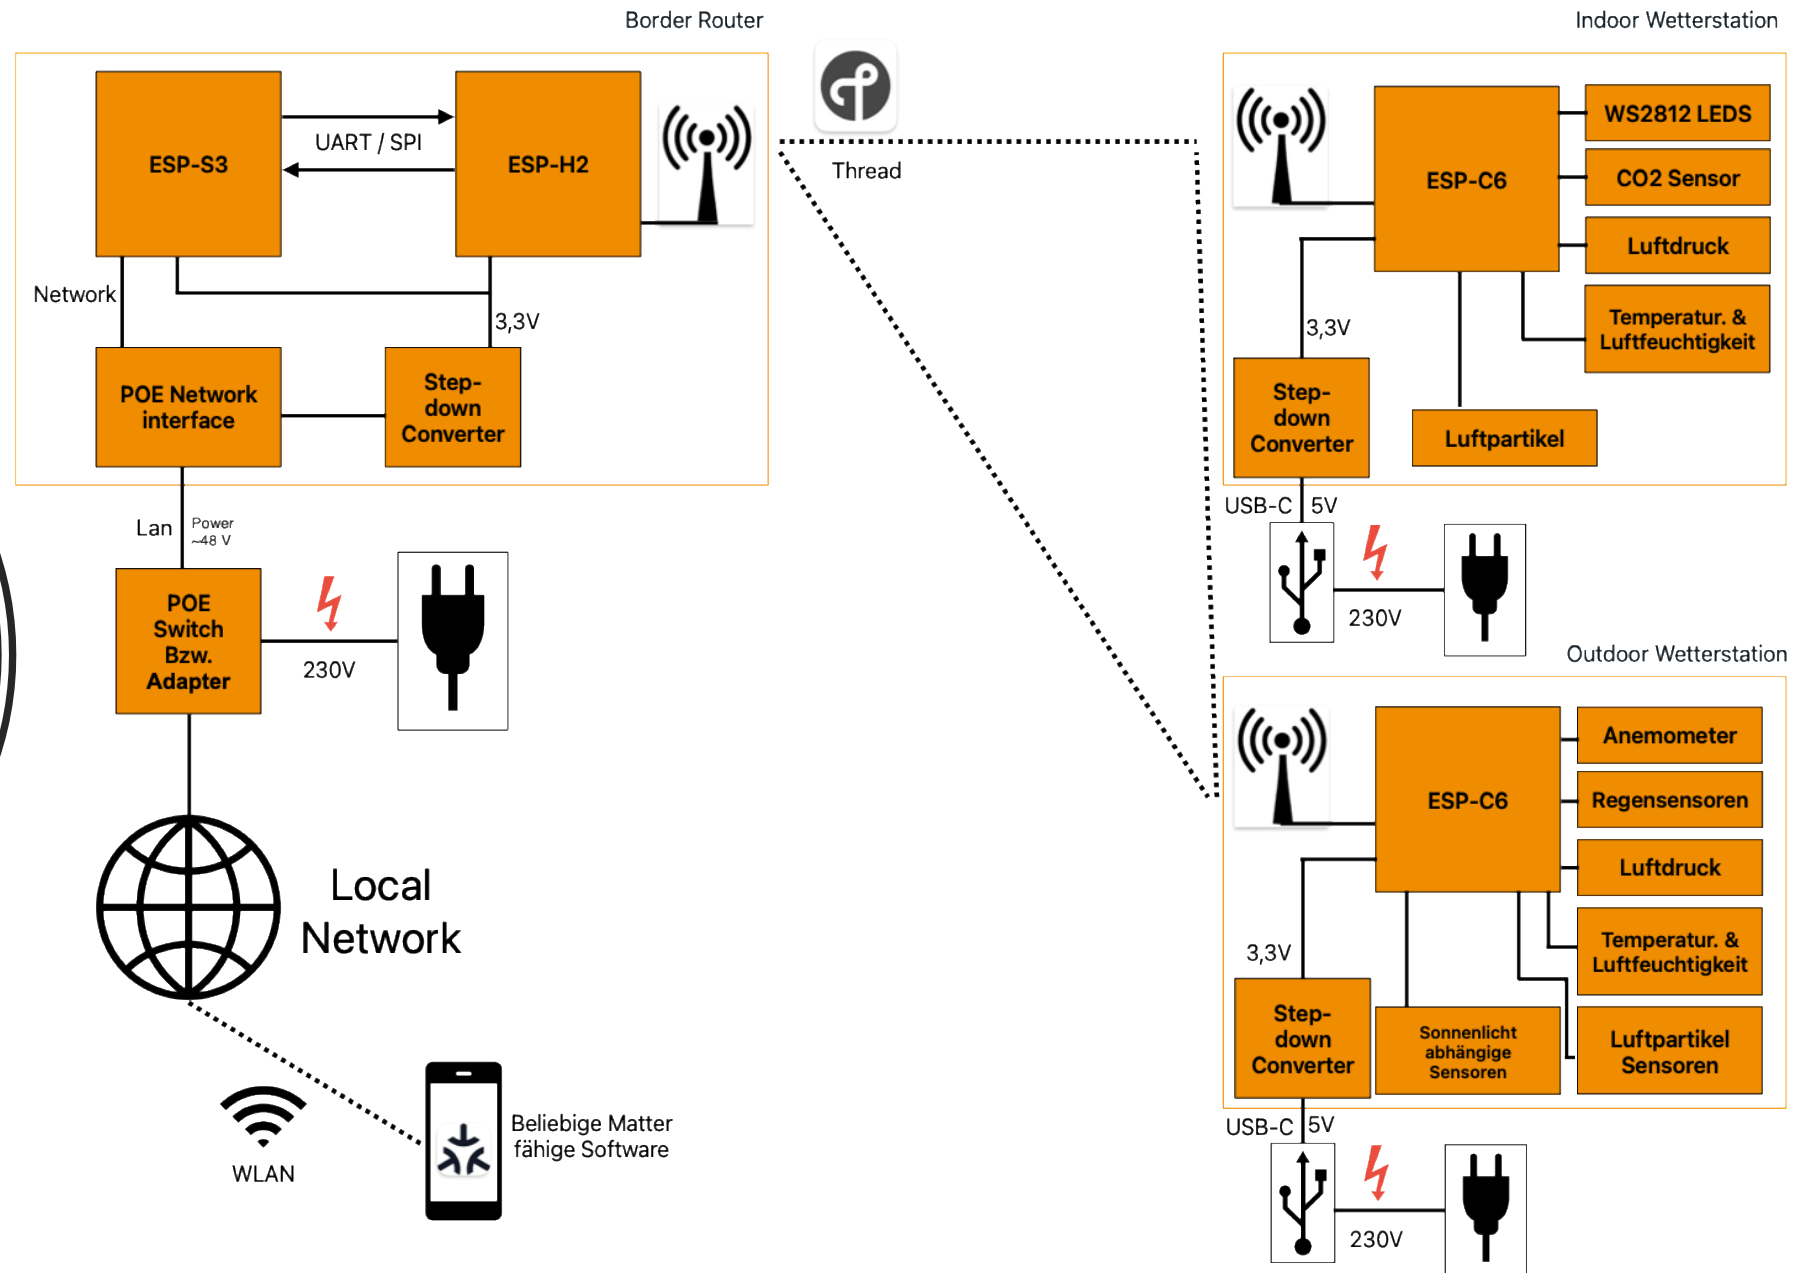 Border Router
ESP-S3
UART / SPI
ESP-H2
Network
3,3V
POE Network
interface
Step-
down
Converter
Lan
Power
~48 V
POE
Switch
Bzw.
Adapter
230V
Local
Network
WLAN
Beliebige Matter
fähige Software
Thread
Indoor Wetterstation
ESP-C6
WS2812 LEDS
CO2 Sensor
Luftdruck
Temperatur. &
Luftfeuchtigkeit
Luftpartikel
3,3V
Step-
down
Converter
USB-C
5V
230V
Outdoor Wetterstation
ESP-C6
Anemometer
Regensensoren
Luftdruck
Temperatur. &
Luftfeuchtigkeit
Luftpartikel
Sensoren
Sonnenlicht
abhängige
Sensoren
3,3V
Step-
down
Converter
USB-C
5V
230V